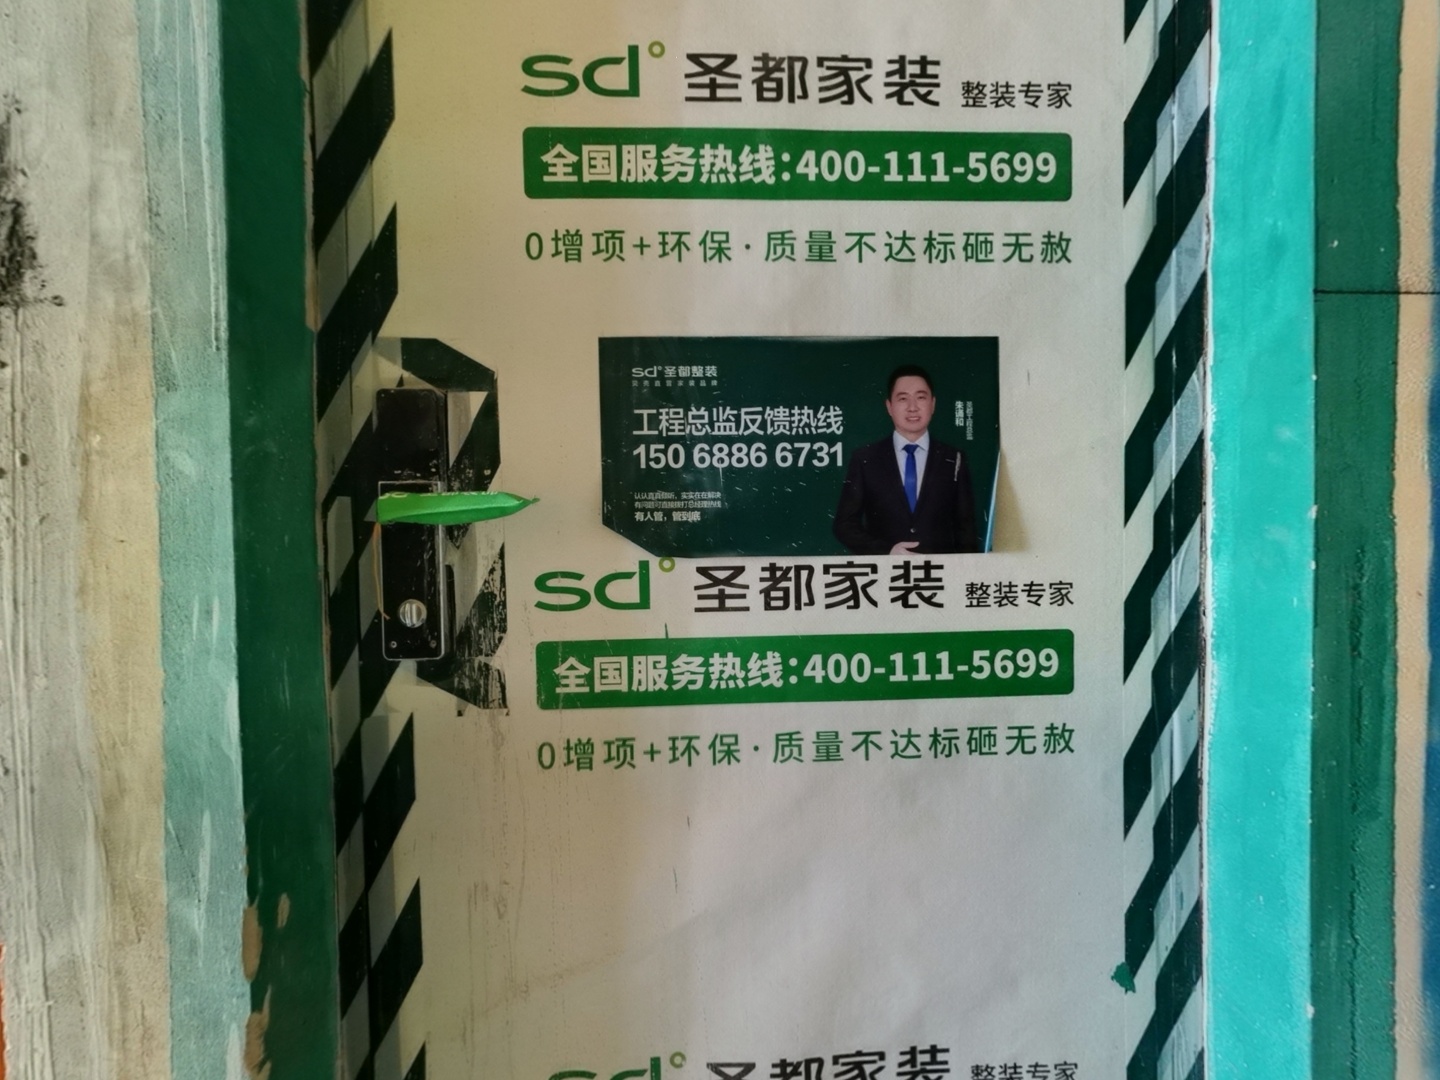 sd 圣都家装 整装专家
全国服务热线:400-111-5699
0增项+环保·质量不达标砸无赦
sd 圣都整装
工程总监反馈热线
150 6886 6731
有人管，管到底
sd 圣都家装 整装专家
全国服务热线:400-111-5699
0增项+环保·质量不达标砸无赦
sd 圣都家装 整装专家